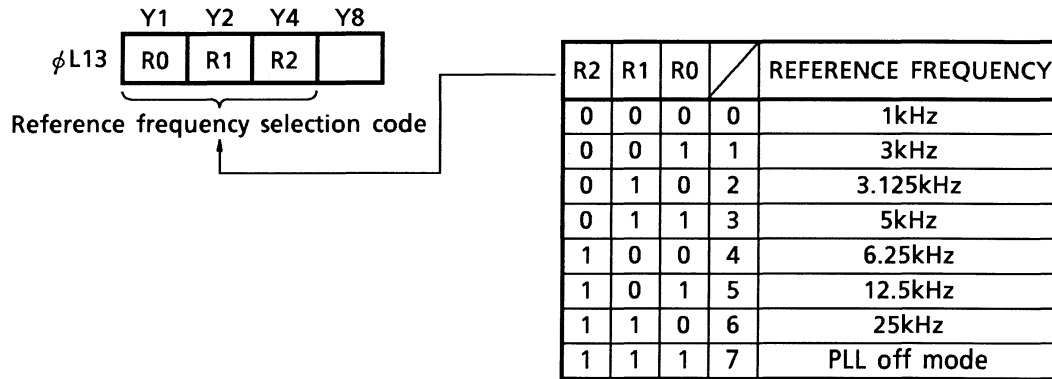 Y1 Y2 Y4 Y8
φL13 R0 R1 R2
Reference frequency selection code
R2 R1 R0 REFERENCE FREQUENCY
0 0 0 0 1kHz
0 0 1 1 3kHz
0 1 0 2 3.125kHz
0 1 1 3 5kHz
1 0 0 4 6.25kHz
1 0 1 5 12.5kHz
1 1 0 6 25kHz
1 1 1 7 PLL off mode